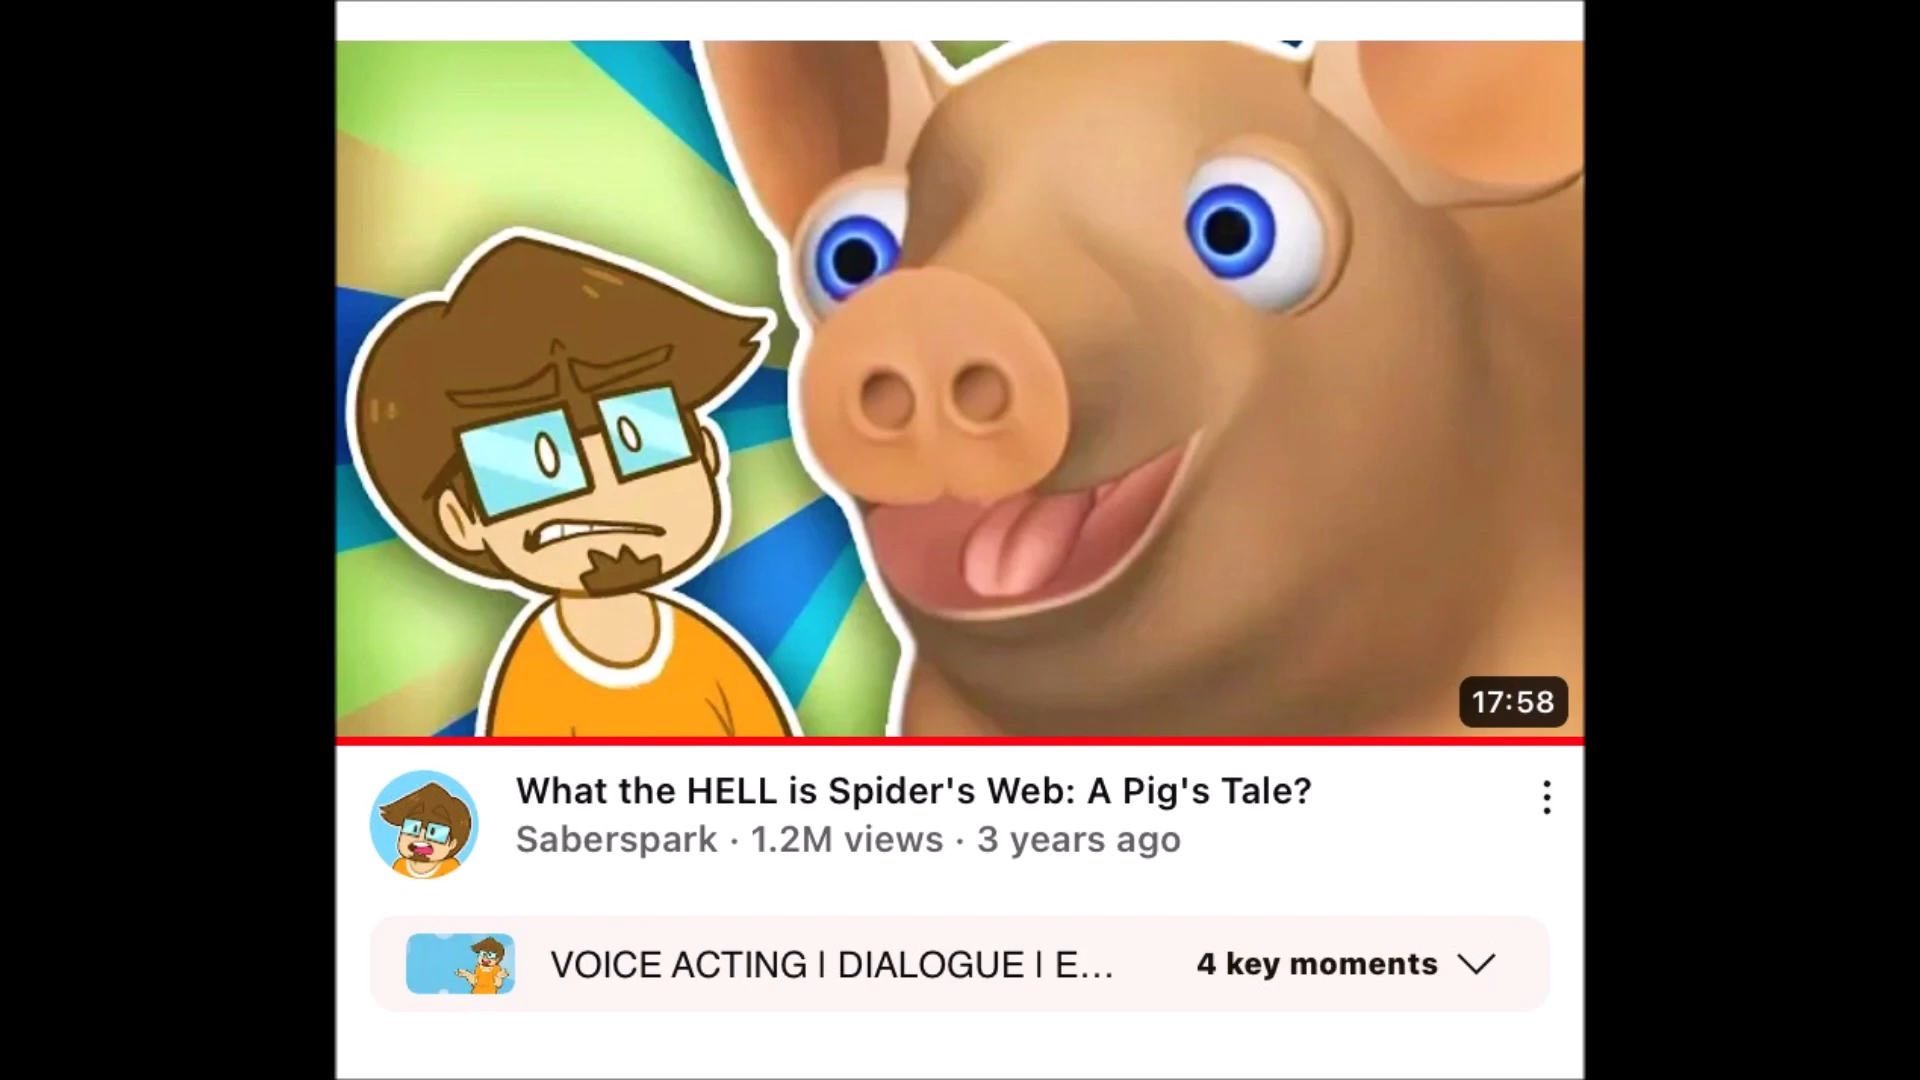 17:58
What the HELL is Spider's Web: A Pig's Tale?
Saberspark · 1.2M views · 3 years ago
VOICE ACTING | DIALOGUE | E... 4 key moments